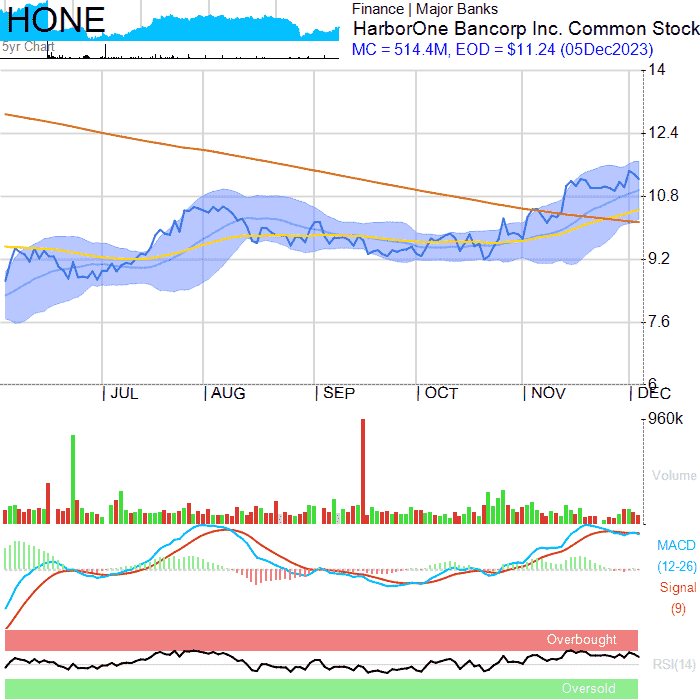 HONE
5yr Chart
Finance | Major Banks
HarborOne Bancorp Inc. Common Stock
MC = 514.4M, EOD = $11.24 (05Dec2023)
14
12.4
10.8
9.2
7.6
6
| JUL | AUG | SEP | OCT | NOV | DEC
960k
Volume
MACD
(12-26)
Signal
(9)
Overbought
RSI(14)
Oversold